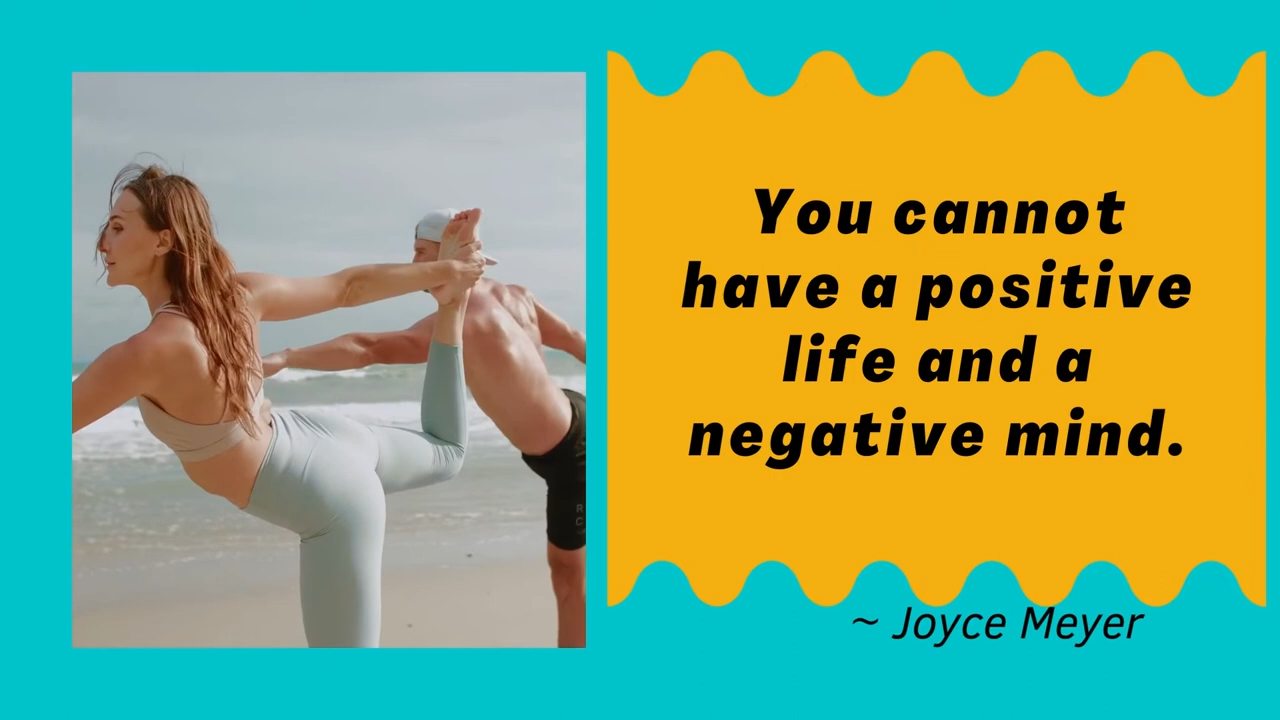 You cannot
have a positive
life and a
negative mind.
~ Joyce Meyer
R
C